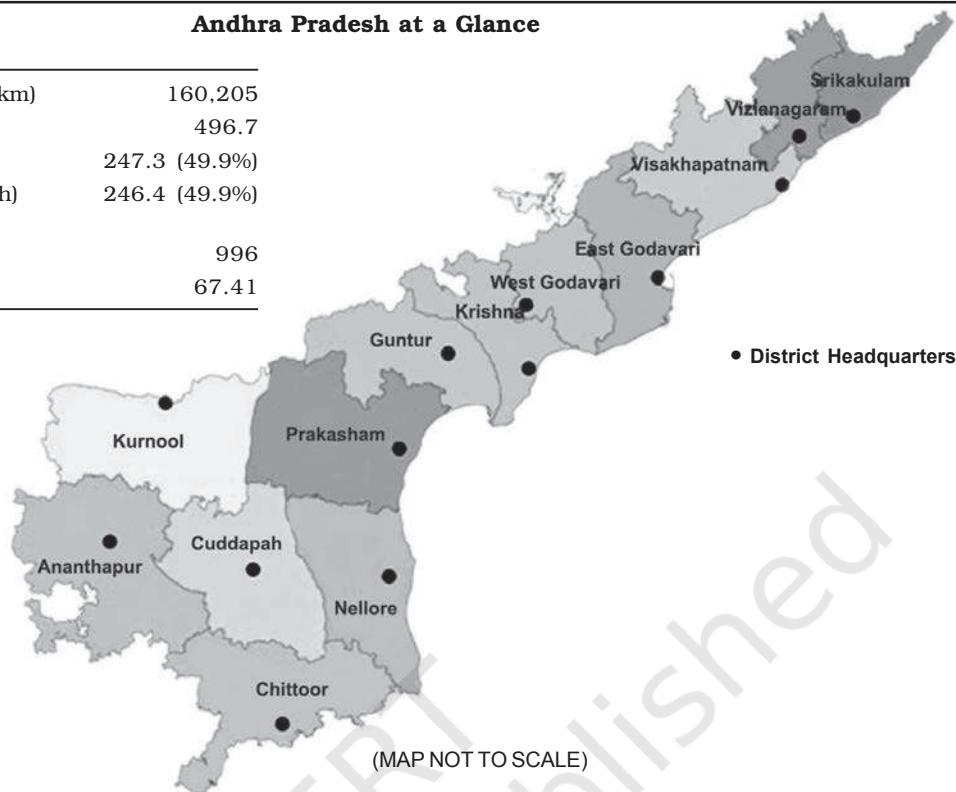 Andhra Pradesh at a Glance
km) 160,205
496.7
247.3 (49.9%)
h) 246.4 (49.9%)
996
67.41
Srikakulam
Vizianagaram
Visakhapatnam
East Godavari
West Godavari
Krishna
Guntur
● District Headquarters
Prakasham
Kurnool
Cuddapah
Ananthapur
Nellore
Chittoor
(MAP NOT TO SCALE)